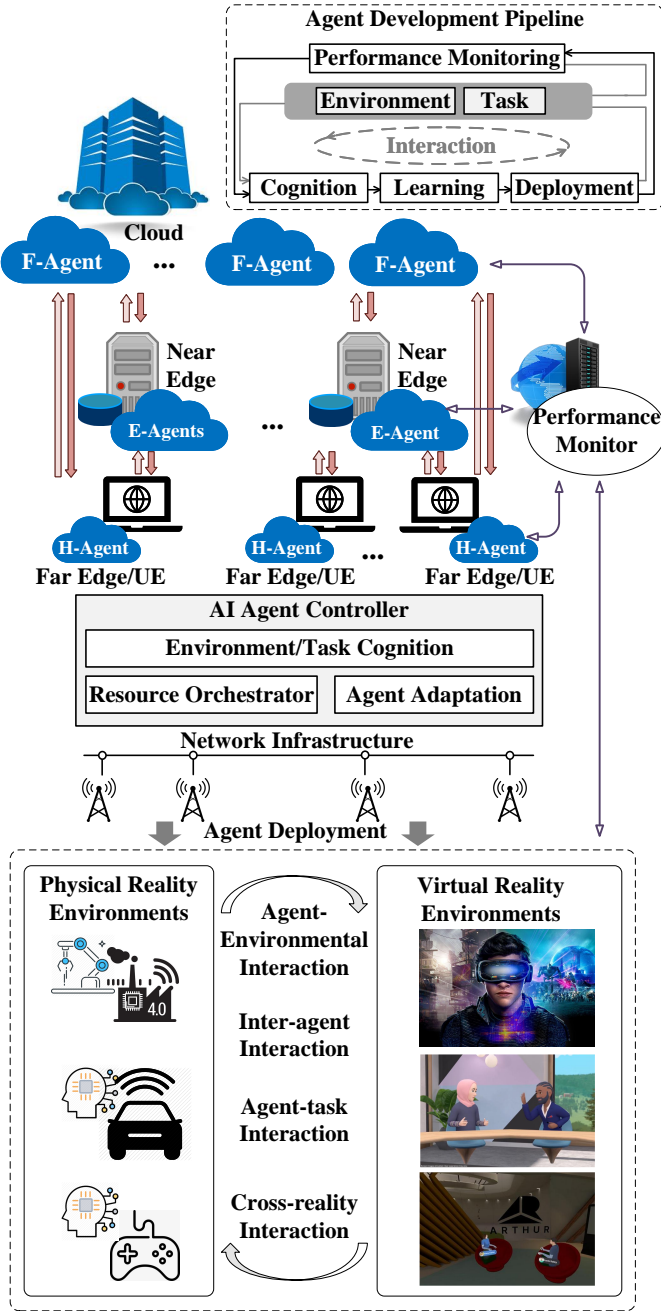 Agent Development Pipeline
Performance Monitoring
Environment
Task
Interaction
Cognition
Learning
Deployment
Cloud
F-Agent
...
F-Agent
F-Agent
Near
Edge
Near
Edge
E-Agents
...
E-Agent
Performance
Monitor
H-Agent
H-Agent
...
H-Agent
Far Edge/UE
Far Edge/UE
Far Edge/UE
AI Agent Controller
Environment/Task Cognition
Resource Orchestrator
Agent Adaptation
Network Infrastructure
Agent Deployment
Physical Reality
Environments
4.0
Agent-
Environmental
Interaction
Inter-agent
Interaction
Agent-task
Interaction
Cross-reality
Interaction
Virtual Reality
Environments
ARTHUR